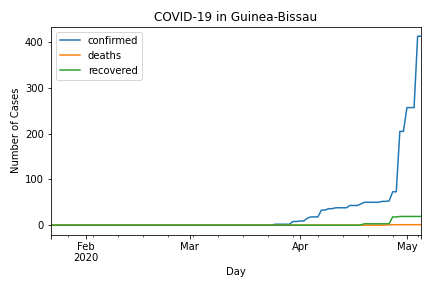 COVID-19 in Guinea-Bissau
confirmed
deaths
recovered
Number of Cases
400
300
200
100
0
Feb
2020
Mar
Apr
May
Day